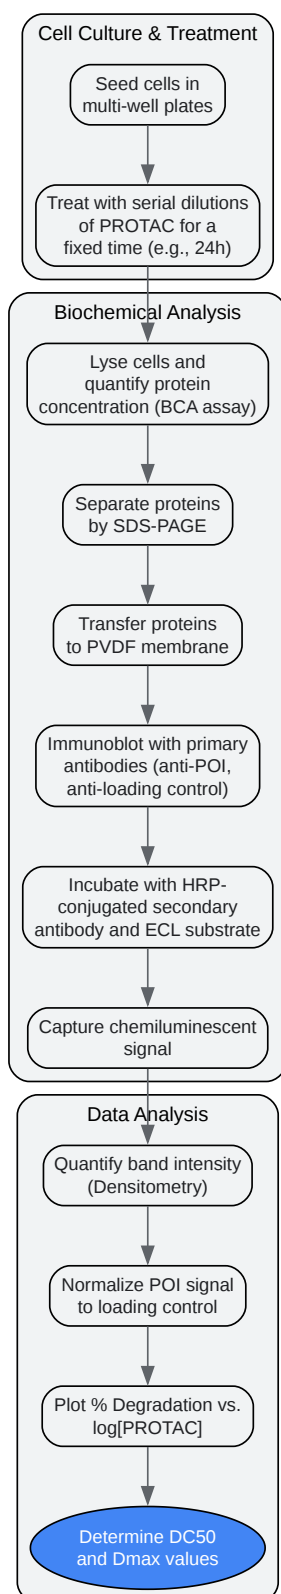 Cell Culture & Treatment
Seed cells in
multi-well plates
Treat with serial dilutions
of PROTAC for a
fixed time (e.g., 24h)
Biochemical Analysis
Lyse cells and
quantify protein
concentration (BCA assay)
Separate proteins
by SDS-PAGE
Transfer proteins
to PVDF membrane
Immunoblot with primary
antibodies (anti-POI,
anti-loading control)
Incubate with HRP-
conjugated secondary
antibody and ECL substrate
Capture chemiluminescent
signal
Data Analysis
Quantify band intensity
(Densitometry)
Normalize POI signal
to loading control
Plot % Degradation vs.
log[PROTAC]
Determine DC50
and Dmax values